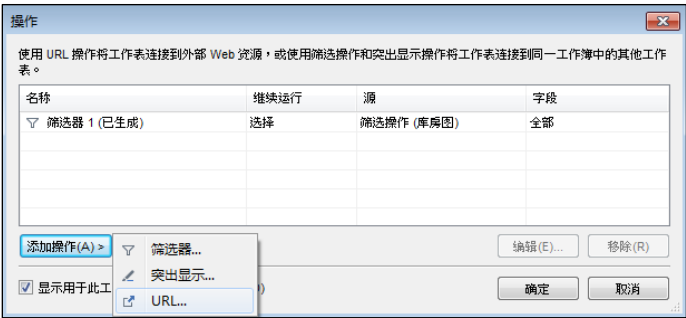 操作
使用 URL 操作将工作表连接到外部 Web 资源，或使用筛选操作和突出显示操作将工作表连接到同一工作簿中的其他工作
表。
名称 继续运行 源 字段
筛选器 1 (已生成) 选择 筛选操作 (库房图) 全部
添加操作(A) > 编辑(E)... 移除(R)
筛选器...
突出显示...
URL...
显示用于此工 ) 确定 取消